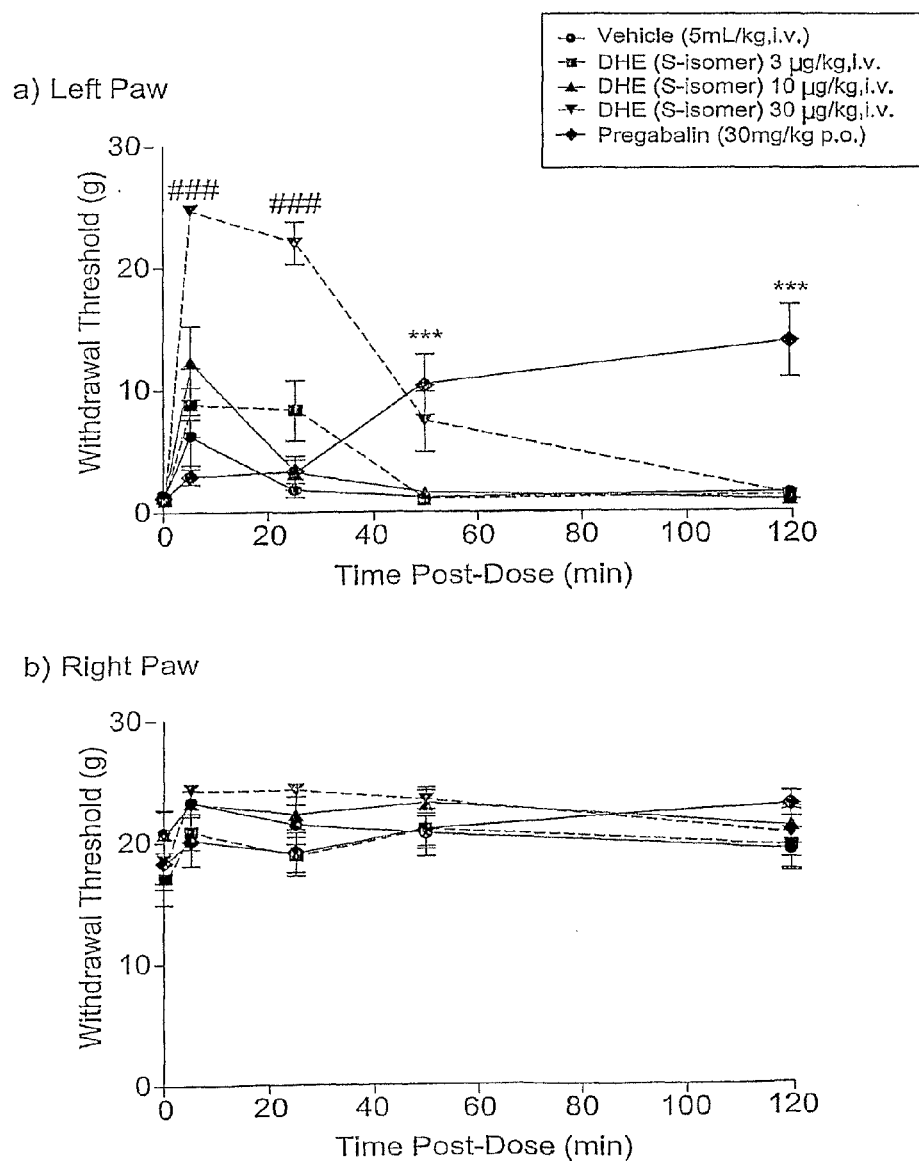 Vehicle (5mL/kg,i.v.)
DHE (S-isomer) 3 µg/kg,i.v.
DHE (S-isomer) 10 µg/kg,i.v.
DHE (S-isomer) 30 µg/kg,i.v.
Pregabalin (30mg/kg p.o.)
a) Left Paw
Withdrawal Threshold (g)
30
20
10
0
###
###
***
***
0 20 40 60 80 100 120
Time Post-Dose (min)
b) Right Paw
Withdrawal Threshold (g)
30
20
10
0
0 20 40 60 80 100 120
Time Post-Dose (min)